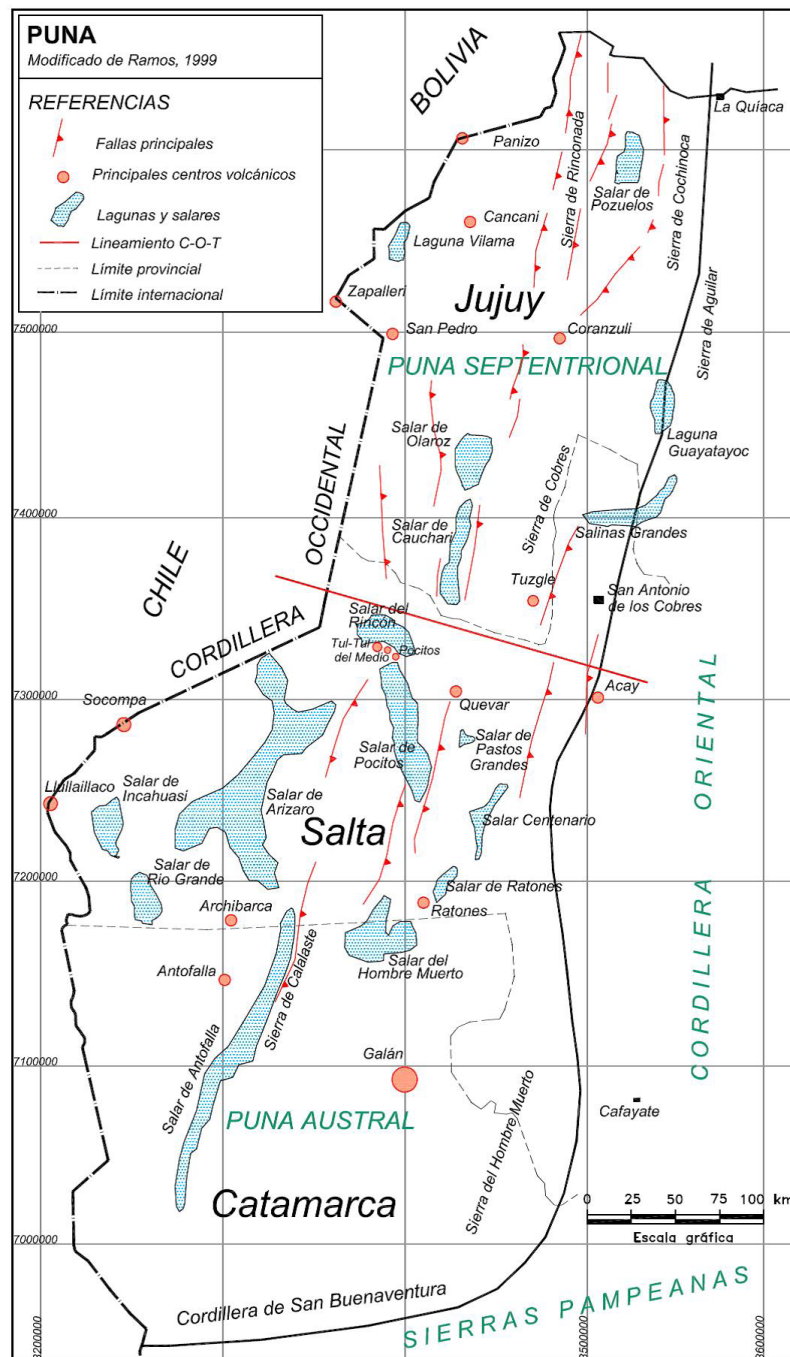 PUNA
Modificado de Ramos, 1999
REFERENCIAS
Fallas principales
Principales centros volcánicos
Lagunas y salares
Lineamiento C-O-T
Límite provincial
Límite internacional
BOLIVIA
La Quiaca
Panizo
Sierra de Rinconada
Salar de
Pozuelos
Sierra de Cochinoca
Cancani
Laguna Vilama
Zapalleri
Jujuy
Sierra de Aguilar
7500000
San Pedro
Coranzuli
PUNA SEPTENTRIONAL
Salar de
Olaroz
Laguna
Guayatayoc
OCCIDENTAL
Sierra de Cobres
7400000
Salar de
Cauchari
Salinas Grandes
CHILE
Tuzgle
San Antonio
de los Cobres
Salar del
Rincón
CORDILLERA
Tul-Tul
del Medio
Pocitos
7300000
Socompa
Quevar
Acay
Salar de
Pocitos
Salar de
Pastos
Grandes
ORIENTAL
Llullaillaco
Salar de
Incahuasi
Salar de
Arizaro
Salta
Salar Centenario
7200000
Salar de
Rio Grande
Salar de Ratones
Archibarca
Ratones
CORDILLERA
Antofalla
Sierra de Calalaste
Salar del
Hombre Muerto
Salar de Antofalla
7100000
Galán
PUNA AUSTRAL
Cafayate
Sierra del Hombre Muerto
Catamarca
0 25 50 75 100 km
Escala gráfica
7000000
Cordillera de San Buenaventura
SIERRAS PAMPEANAS
3200000
3500000
3600000